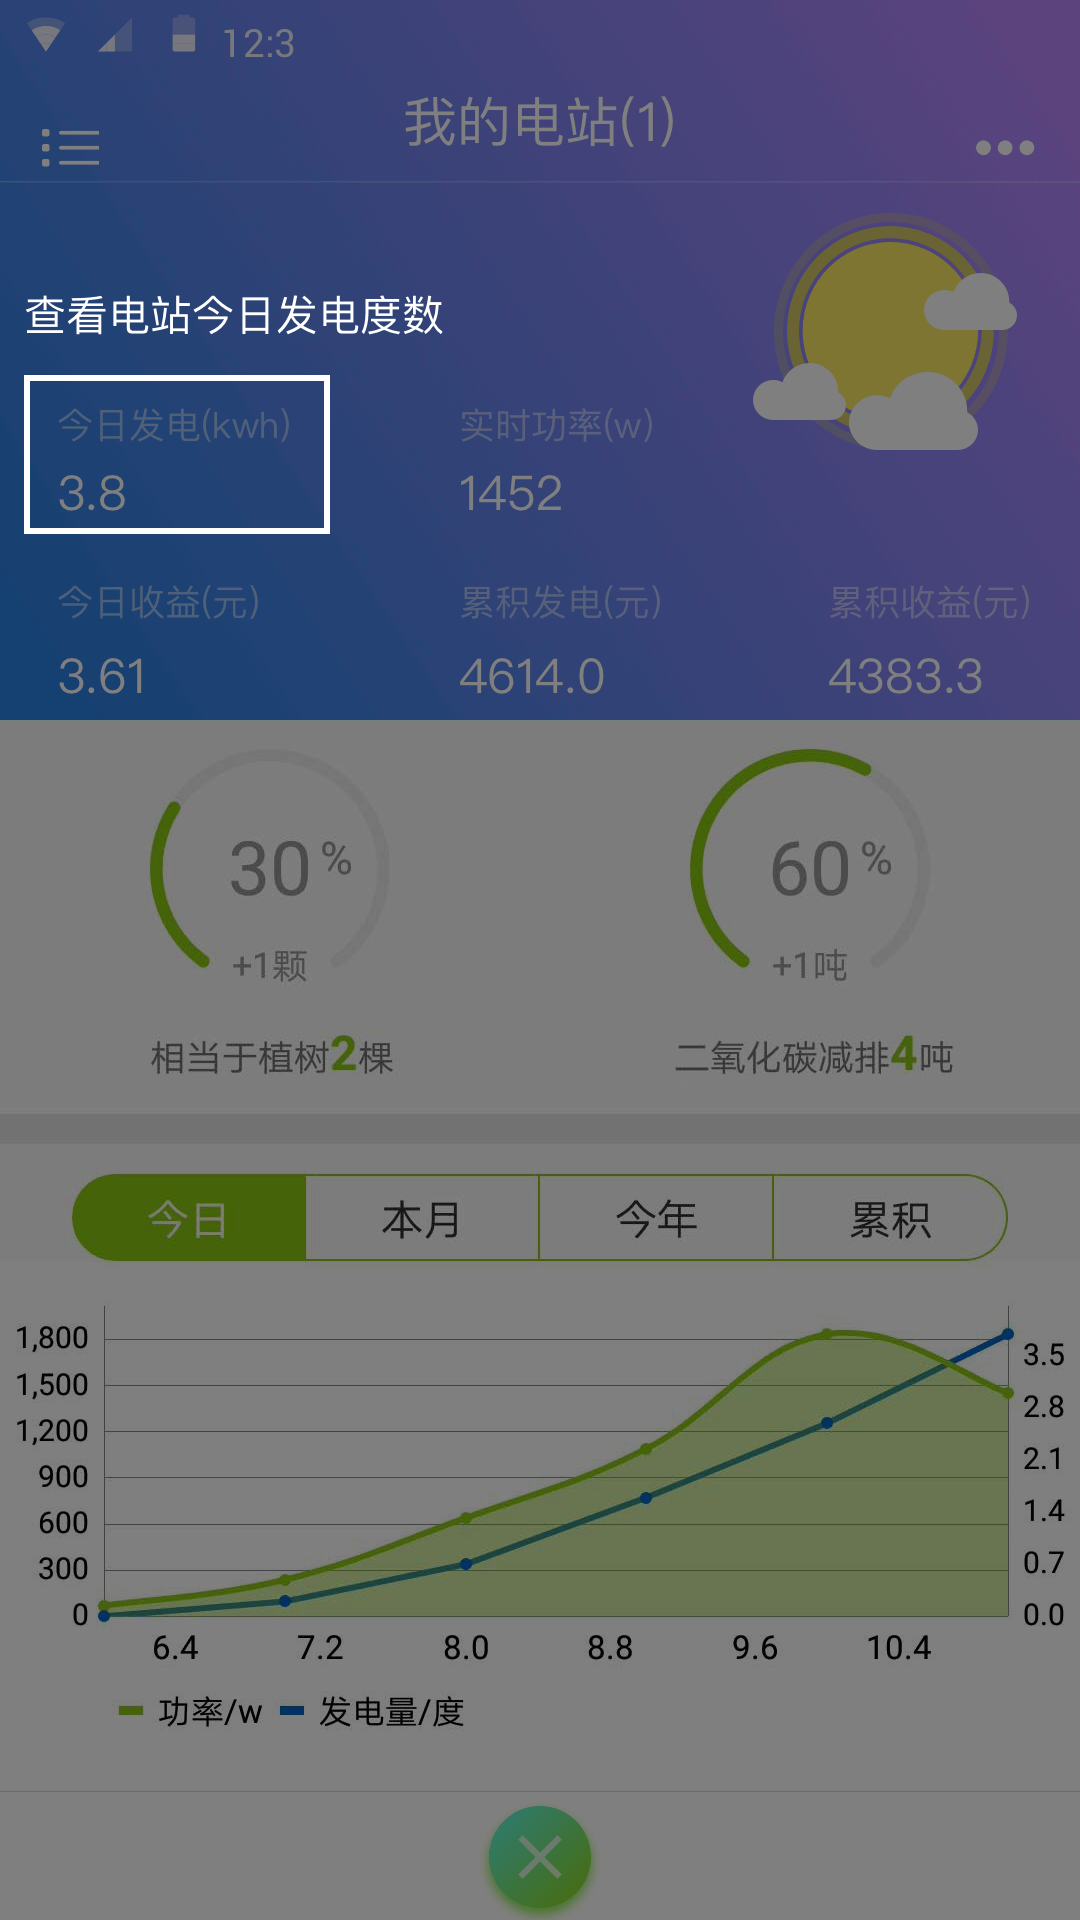 12:3
我的电站(1)
查看电站今日发电度数
今日发电(kwh) 实时功率(w)
3.8 1452
今日收益(元) 累积发电(元) 累积收益(元)
3.61 4614.0 4383.3
30% 60%
+1颗 +1吨
相当于植树2棵 二氧化碳减排4吨
今日 本月 今年 累积
1,800
3.5
1,500
2.8
1,200
2.1
900
1.4
600
0.7
300
0 0.0
6.4 7.2 8.0 8.8 9.6 10.4
功率/w 发电量/度